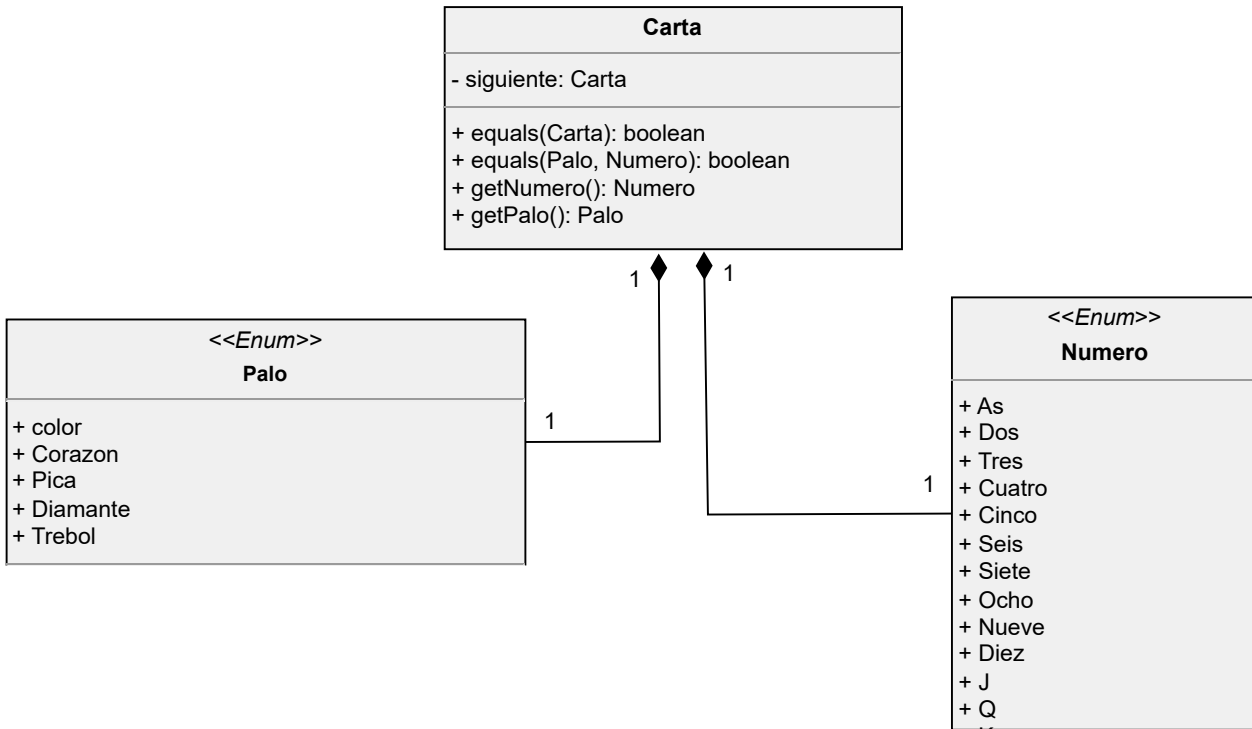 Carta
- siguiente: Carta
+ equals(Carta): boolean
+ equals(Palo, Numero): boolean
+ getNumero(): Numero
+ getPalo(): Palo
1
1
<<Enum>>
Palo
+ color
+ Corazon
+ Pica
+ Diamante
+ Trebol
1
<<Enum>>
Numero
+ As
+ Dos
+ Tres
+ Cuatro
+ Cinco
+ Seis
+ Siete
+ Ocho
+ Nueve
+ Diez
+ J
+ Q
1